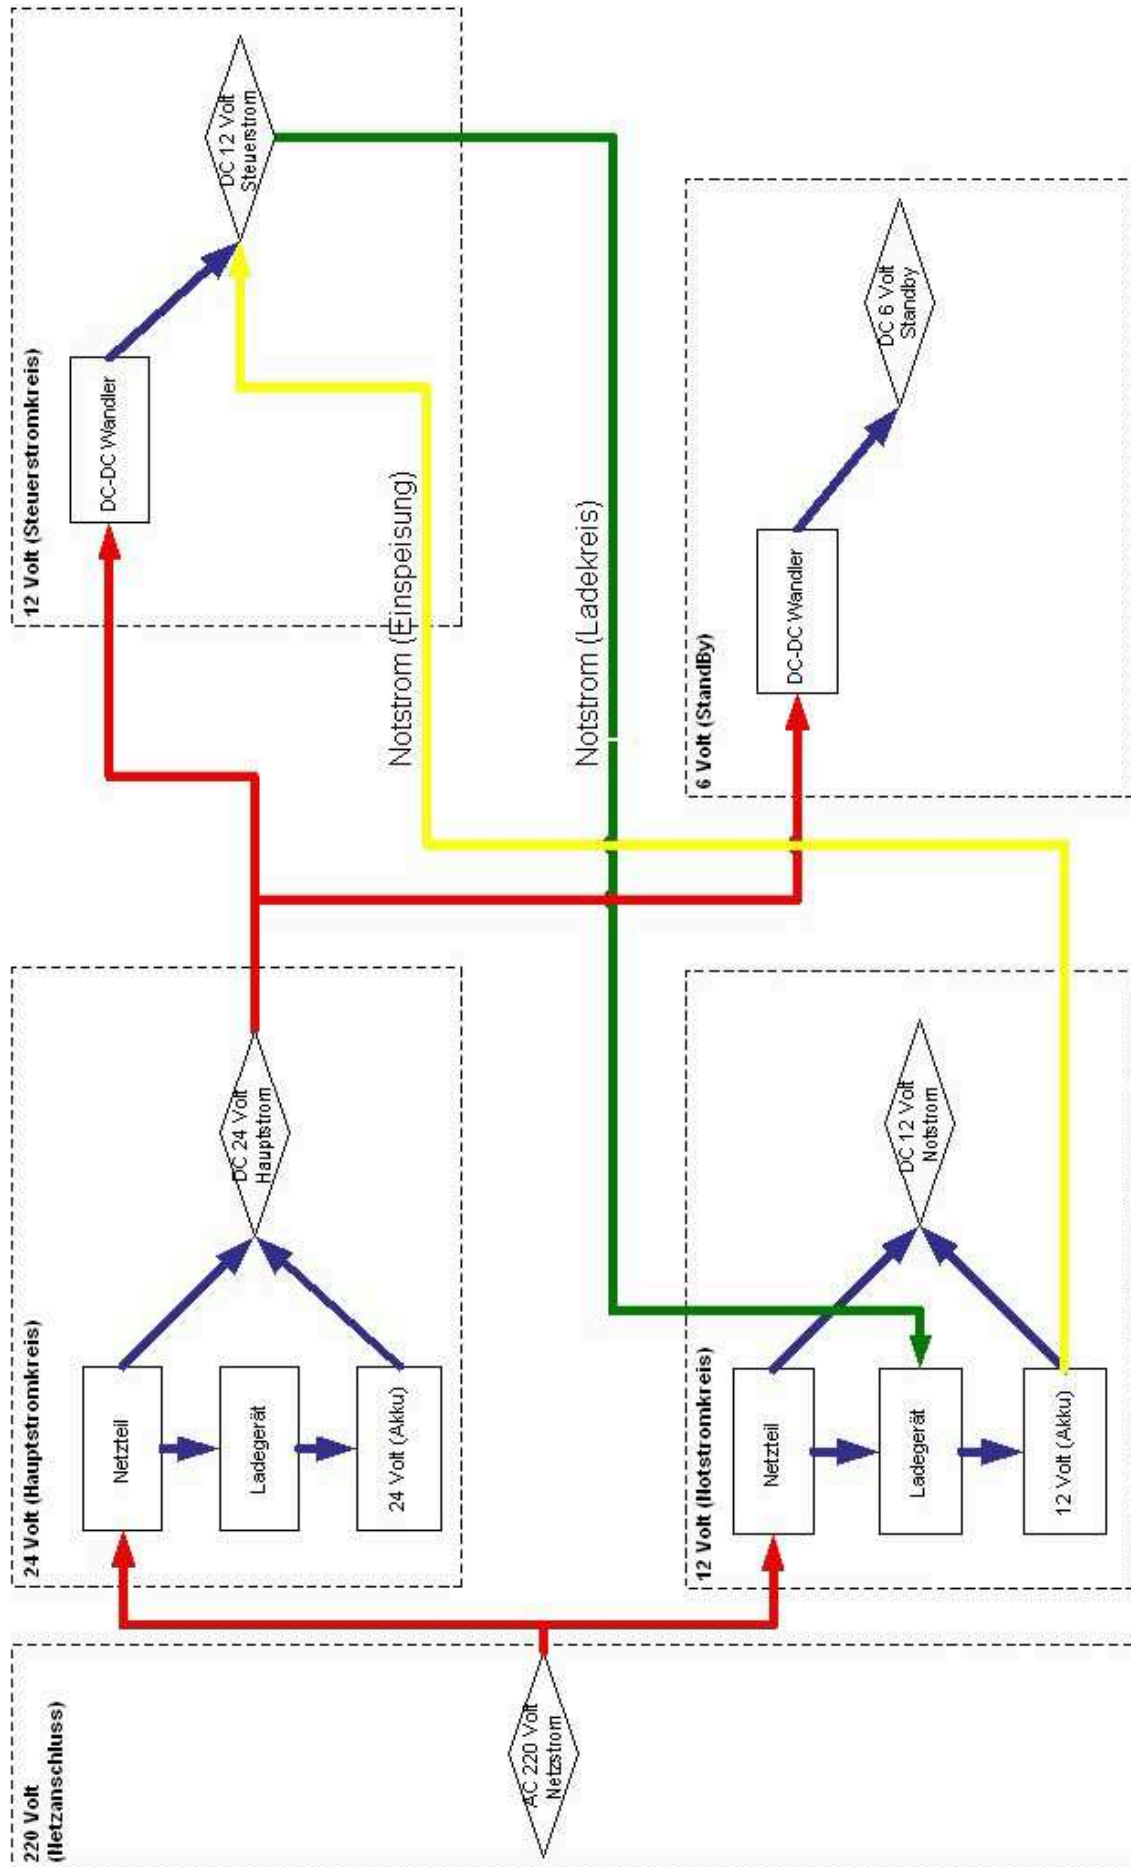 220 Volt
(Netzanschluss)
AC 220 Volt
Netzstrom
24 Volt (Hauptstromkreis)
Netzteil
Ladegerät
24 Volt (Akku)
DC 24 Volt
Hauptstrom
12 Volt (Steuerstromkreis)
DC-DC Wandler
DC 12 Volt
Steuerstrom
Notstrom (Einspeisung)
Notstrom (Ladekreis)
12 Volt (Notstromkreis)
Netzteil
Ladegerät
12 Volt (Akku)
DC 12 Volt
Notstrom
6 Volt (StandBy)
DC-DC Wandler
DC 6 Volt
Standby